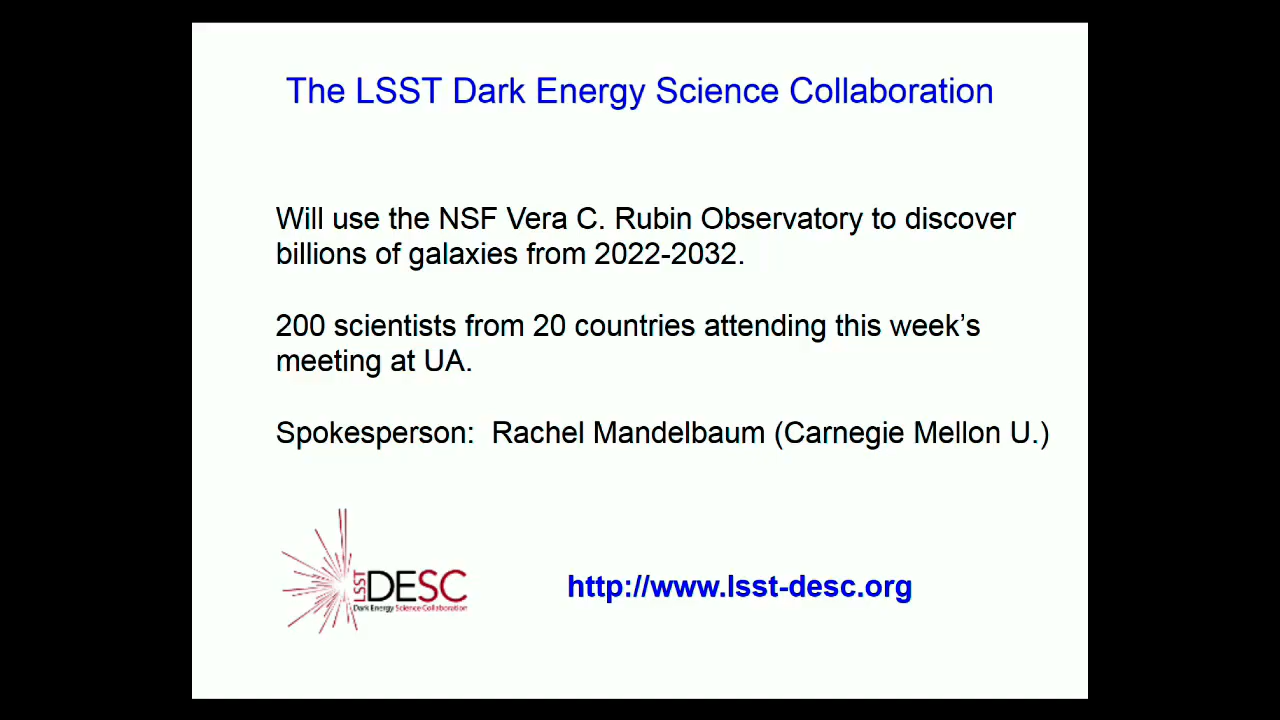 The LSST Dark Energy Science Collaboration
Will use the NSF Vera C. Rubin Observatory to discover
billions of galaxies from 2022-2032.
200 scientists from 20 countries attending this week's
meeting at UA.
Spokesperson:  Rachel Mandelbaum (Carnegie Mellon U.)
LSST
DESC
Dark Energy Science Collaboration
http://www.lsst-desc.org